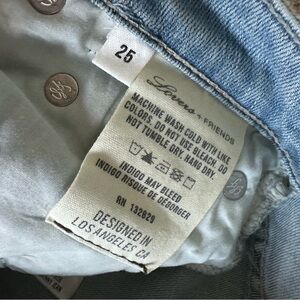 25
Lovers + FRIENDS
MACHINE WASH COLD WITH LIKE
COLORS. DO NOT USE BLEACH. DO
NOT TUMBLE DRY. HANG DRY.
INDIGO MAY BLEED
INDIGO RISQUE DE DÉBORGER
RN 132629
DESIGNED IN
LOS ANGELES CA